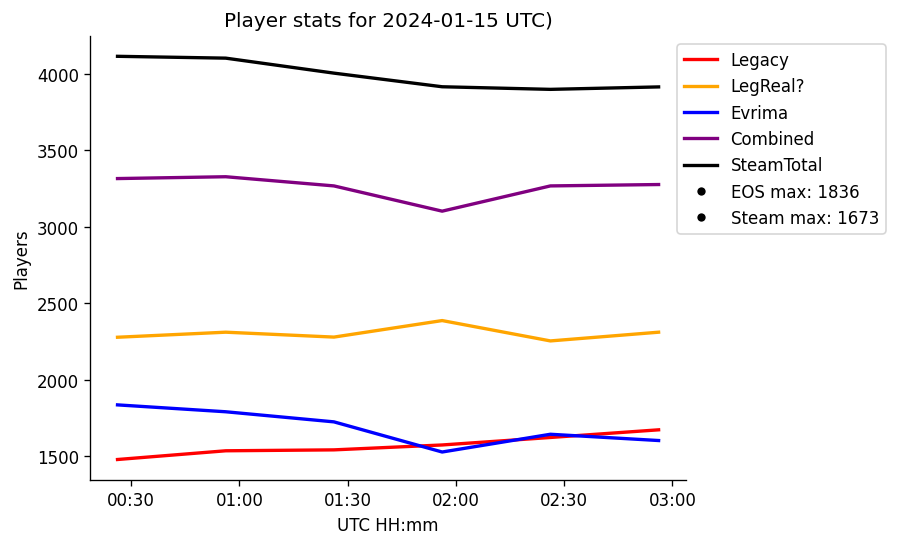 Player stats for 2024-01-15 UTC)
Players
4000
3500
3000
2500
2000
1500
00:30 01:00 01:30 02:00 02:30 03:00
UTC HH:mm
Legacy
LegReal?
Evrima
Combined
SteamTotal
EOS max: 1836
Steam max: 1673